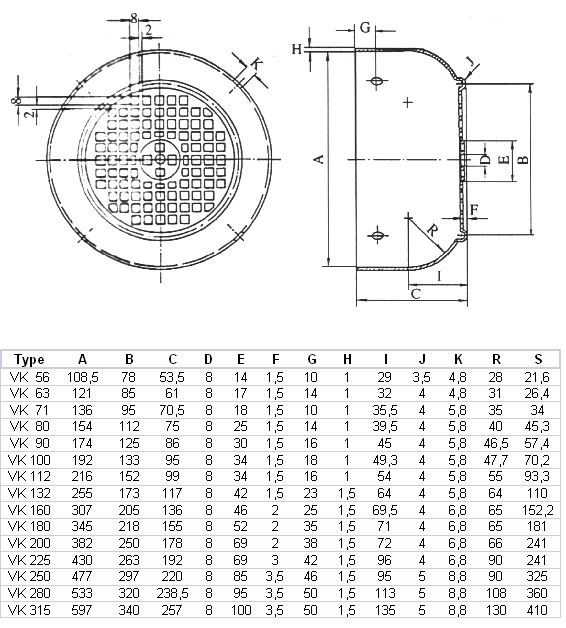 8
2
K
8
2
G
H
J
A
D
E
B
F
R
I
C
Type A B C D E F G H I J K R S
VK 56 108,5 78 53,5 8 14 1,5 10 1 29 3,5 4,8 28 21,6
VK 63 121 85 61 8 17 1,5 14 1 32 4 4,8 31 26,4
VK 71 136 95 70,5 8 18 1,5 10 1 35,5 4 5,8 35 34
VK 80 154 112 75 8 25 1,5 14 1 39,5 4 5,8 40 45,3
VK 90 174 125 86 8 30 1,5 16 1 45 4 5,8 46,5 57,4
VK 100 192 133 95 8 34 1,5 18 1 49,3 4 5,8 47,7 70,2
VK 112 216 152 99 8 34 1,5 16 1 54 4 5,8 55 93,3
VK 132 255 173 117 8 42 1,5 23 1,5 64 4 5,8 64 110
VK 160 307 205 136 8 46 2 25 1,5 69,5 4 6,8 65 152,2
VK 180 345 218 155 8 52 2 35 1,5 71 4 6,8 65 181
VK 200 382 250 178 8 69 2 38 1,5 72 4 6,8 66 241
VK 225 430 263 192 8 69 3 42 1,5 96 4 6,8 90 241
VK 250 477 297 220 8 85 3,5 46 1,5 95 5 8,8 90 325
VK 280 533 320 238,5 8 95 3,5 50 1,5 113 5 8,8 108 360
VK 315 597 340 257 8 100 3,5 50 1,5 135 5 8,8 130 410